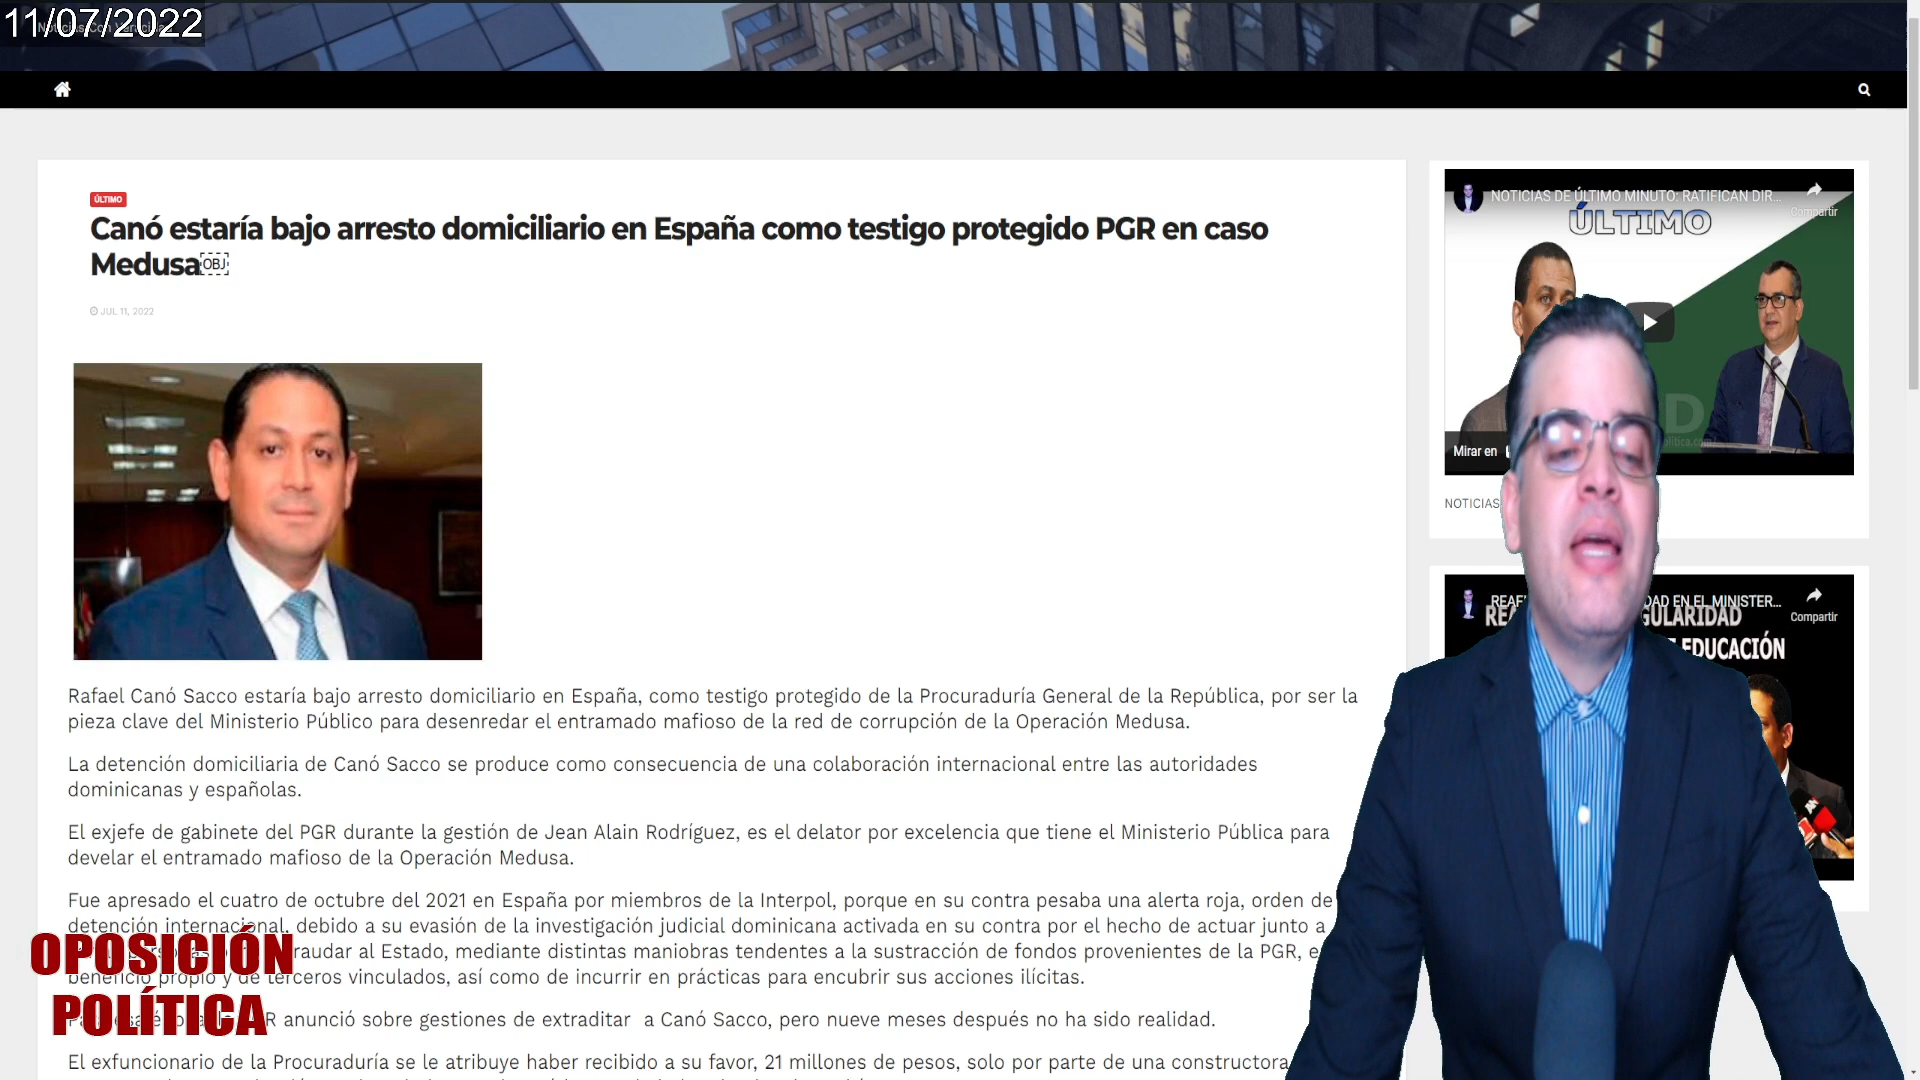 11/07/2022
ÚLTIMO
Canó estaría bajo arresto domiciliario en España como testigo protegido PGR en caso
Medusa￼
JUL 11, 2022
Rafael Canó Sacco estaría bajo arresto domiciliario en España, como testigo protegido de la Procuraduría General de la República, por ser la
pieza clave del Ministerio Público para desenredar el entramado mafioso de la red de corrupción de la Operación Medusa.
La detención domiciliaria de Canó Sacco se produce como consecuencia de una colaboración internacional entre las autoridades
dominicanas y españolas.
El exjefe de gabinete del PGR durante la gestión de Jean Alain Rodríguez, es el delator por excelencia que tiene el Ministerio Pública para
develar el entramado mafioso de la Operación Medusa.
Fue apresado el cuatro de octubre del 2021 en España por miembros de la Interpol, porque en su contra pesaba una alerta roja, orden de
detención internacional, debido a su evasión de la investigación judicial dominicana activada en su contra por el hecho de actuar junto a
al Estado, mediante distintas maniobras tendentes a la sustracción de fondos provenientes de la PGR,
beneficio propio y de terceros vinculados, así como de incurrir en prácticas para encubrir sus acciones ilícitas.
anunció sobre gestiones de extraditar a Canó Sacco, pero nueve meses después no ha sido realidad.
El exfuncionario de la Procuraduría se le atribuye haber recibido a su favor, 21 millones de pesos, solo por parte de una constructora
OPOSICIÓN
POLÍTICA
NOTICIAS DE ÚLTIMO MINUTO: RATIFICAN DIR...
Compartir
ÚLTIMO
Mirar en
NOTICIAS
EN EL MINISTER...
Compartir
EDUCACIÓN